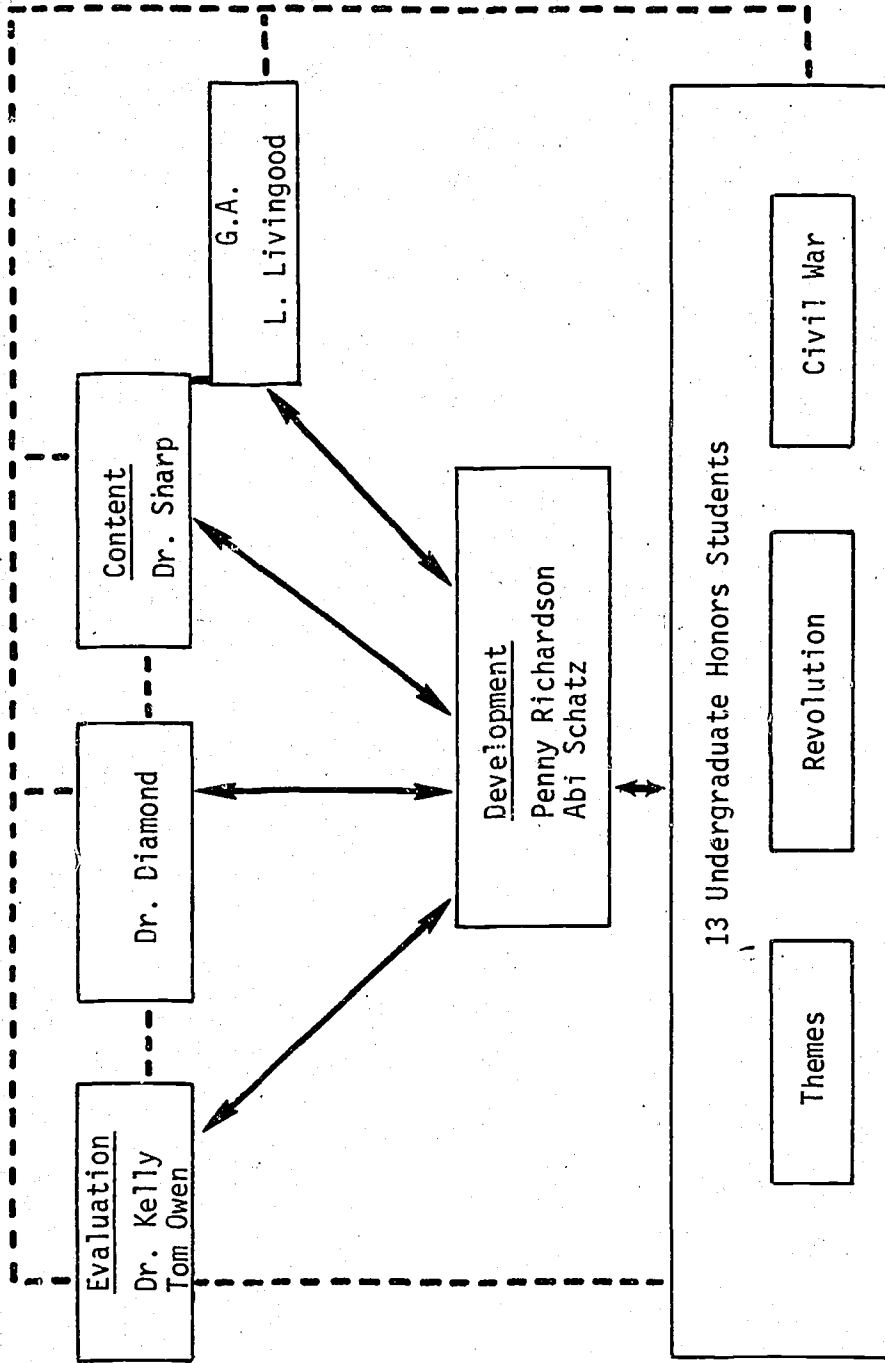 Evaluation
Dr. Kelly
Tom Owen
Dr. Diamond
Content
Dr. Sharp
G.A.
L. Livingood
Development
Penny Richardson
Abi Schatz
13 Undergraduate Honors Students
Themes
Revolution
Civil War